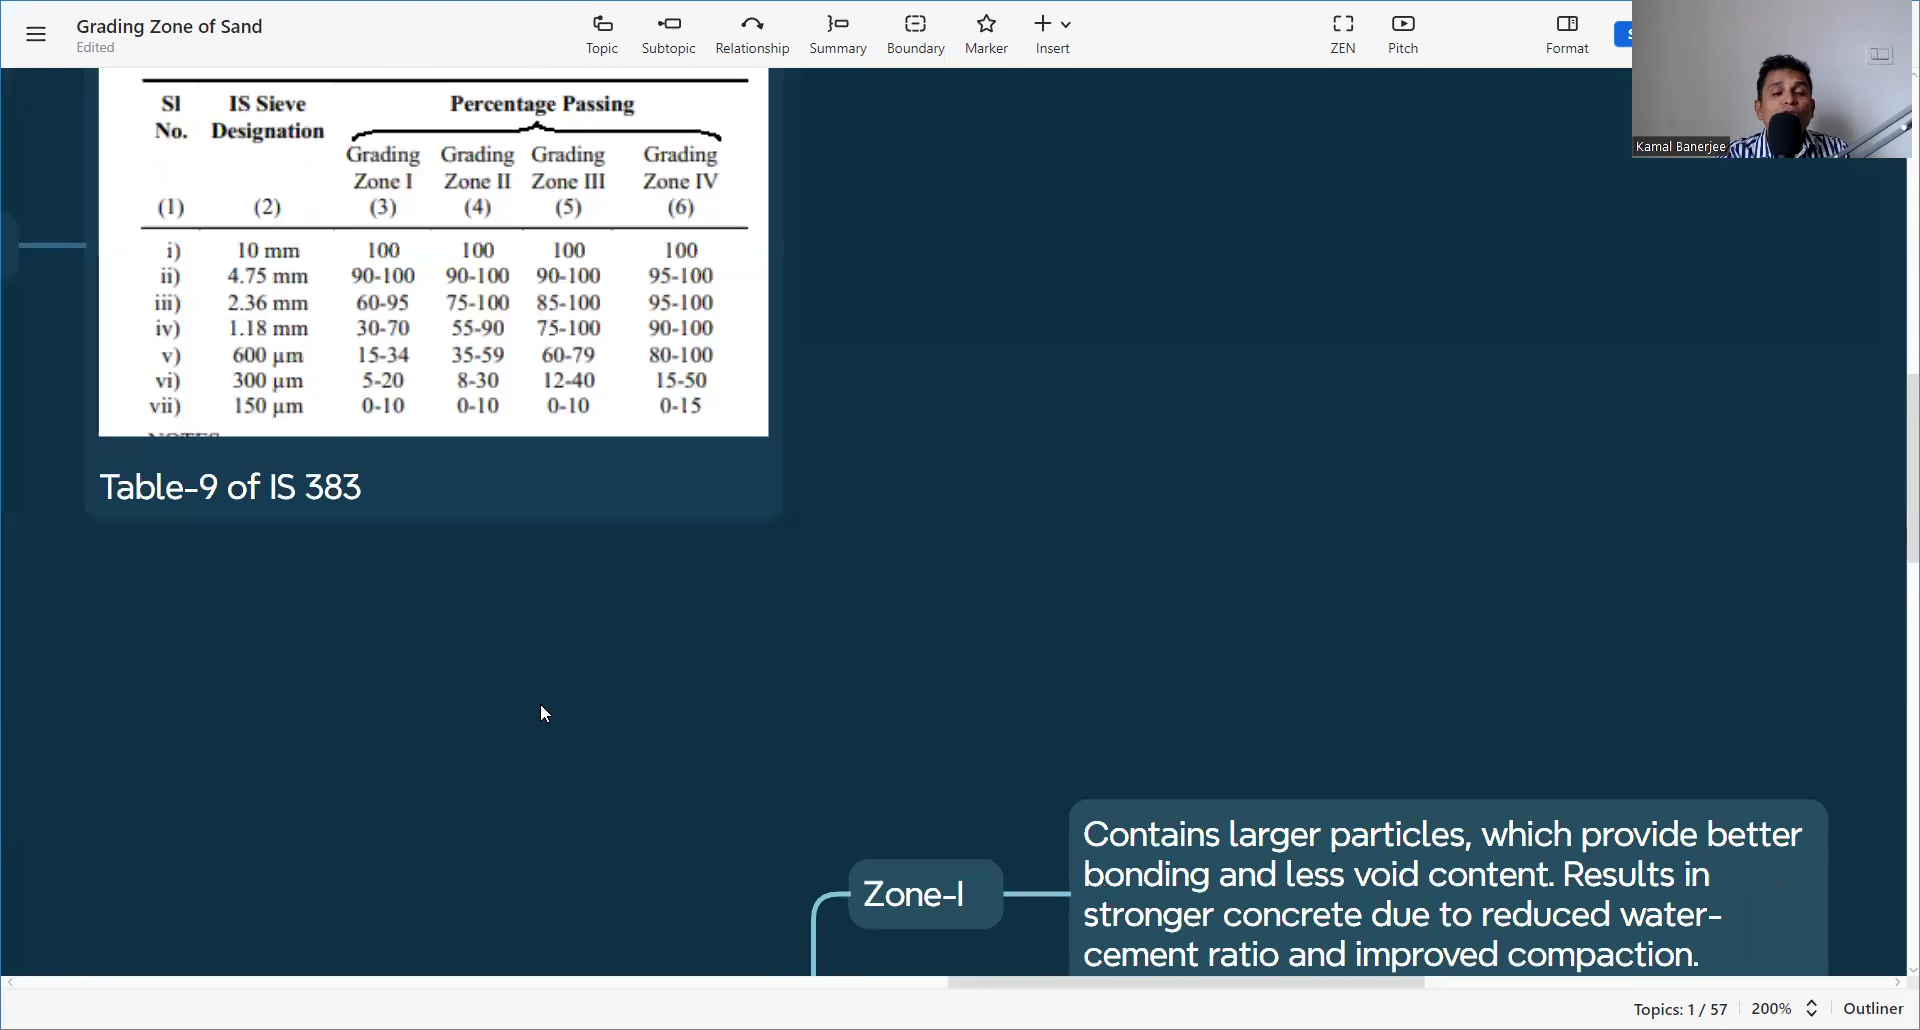 Grading Zone of Sand
Edited
Topic
Subtopic
Relationship
Summary
Boundary
Marker
Insert
ZEN
Pitch
Format
Kamal Banerjee
Sl No. IS Sieve Designation Percentage Passing
Grading Zone I Grading Zone II Grading Zone III Grading Zone IV
(1) (2) (3) (4) (5) (6)
i) 10 mm 100 100 100 100
ii) 4.75 mm 90-100 90-100 90-100 95-100
iii) 2.36 mm 60-95 75-100 85-100 95-100
iv) 1.18 mm 30-70 55-90 75-100 90-100
v) 600 µm 15-34 35-59 60-79 80-100
vi) 300 µm 5-20 8-30 12-40 15-50
vii) 150 µm 0-10 0-10 0-10 0-15
Table-9 of IS 383
Zone-I
Contains larger particles, which provide better
bonding and less void content. Results in
stronger concrete due to reduced water-
cement ratio and improved compaction.
Topics: 1 / 57
200%
Outliner